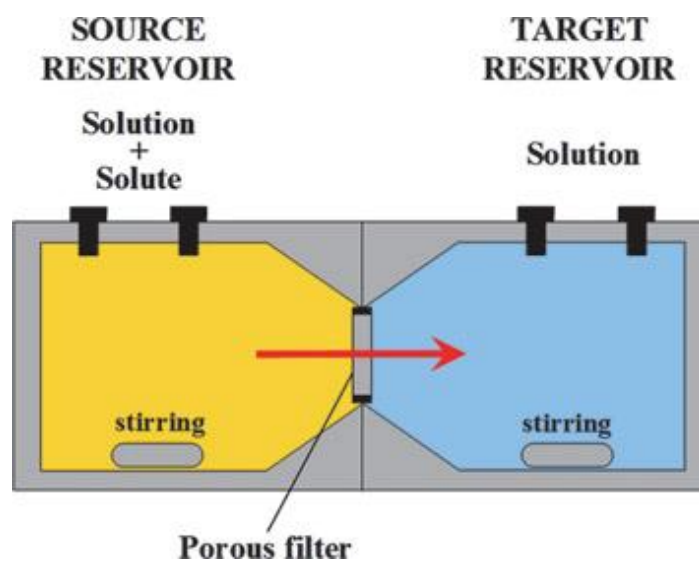 SOURCE
RESERVOIR
TARGET
RESERVOIR
Solution
+
Solute
Solution
stirring
stirring
Porous filter